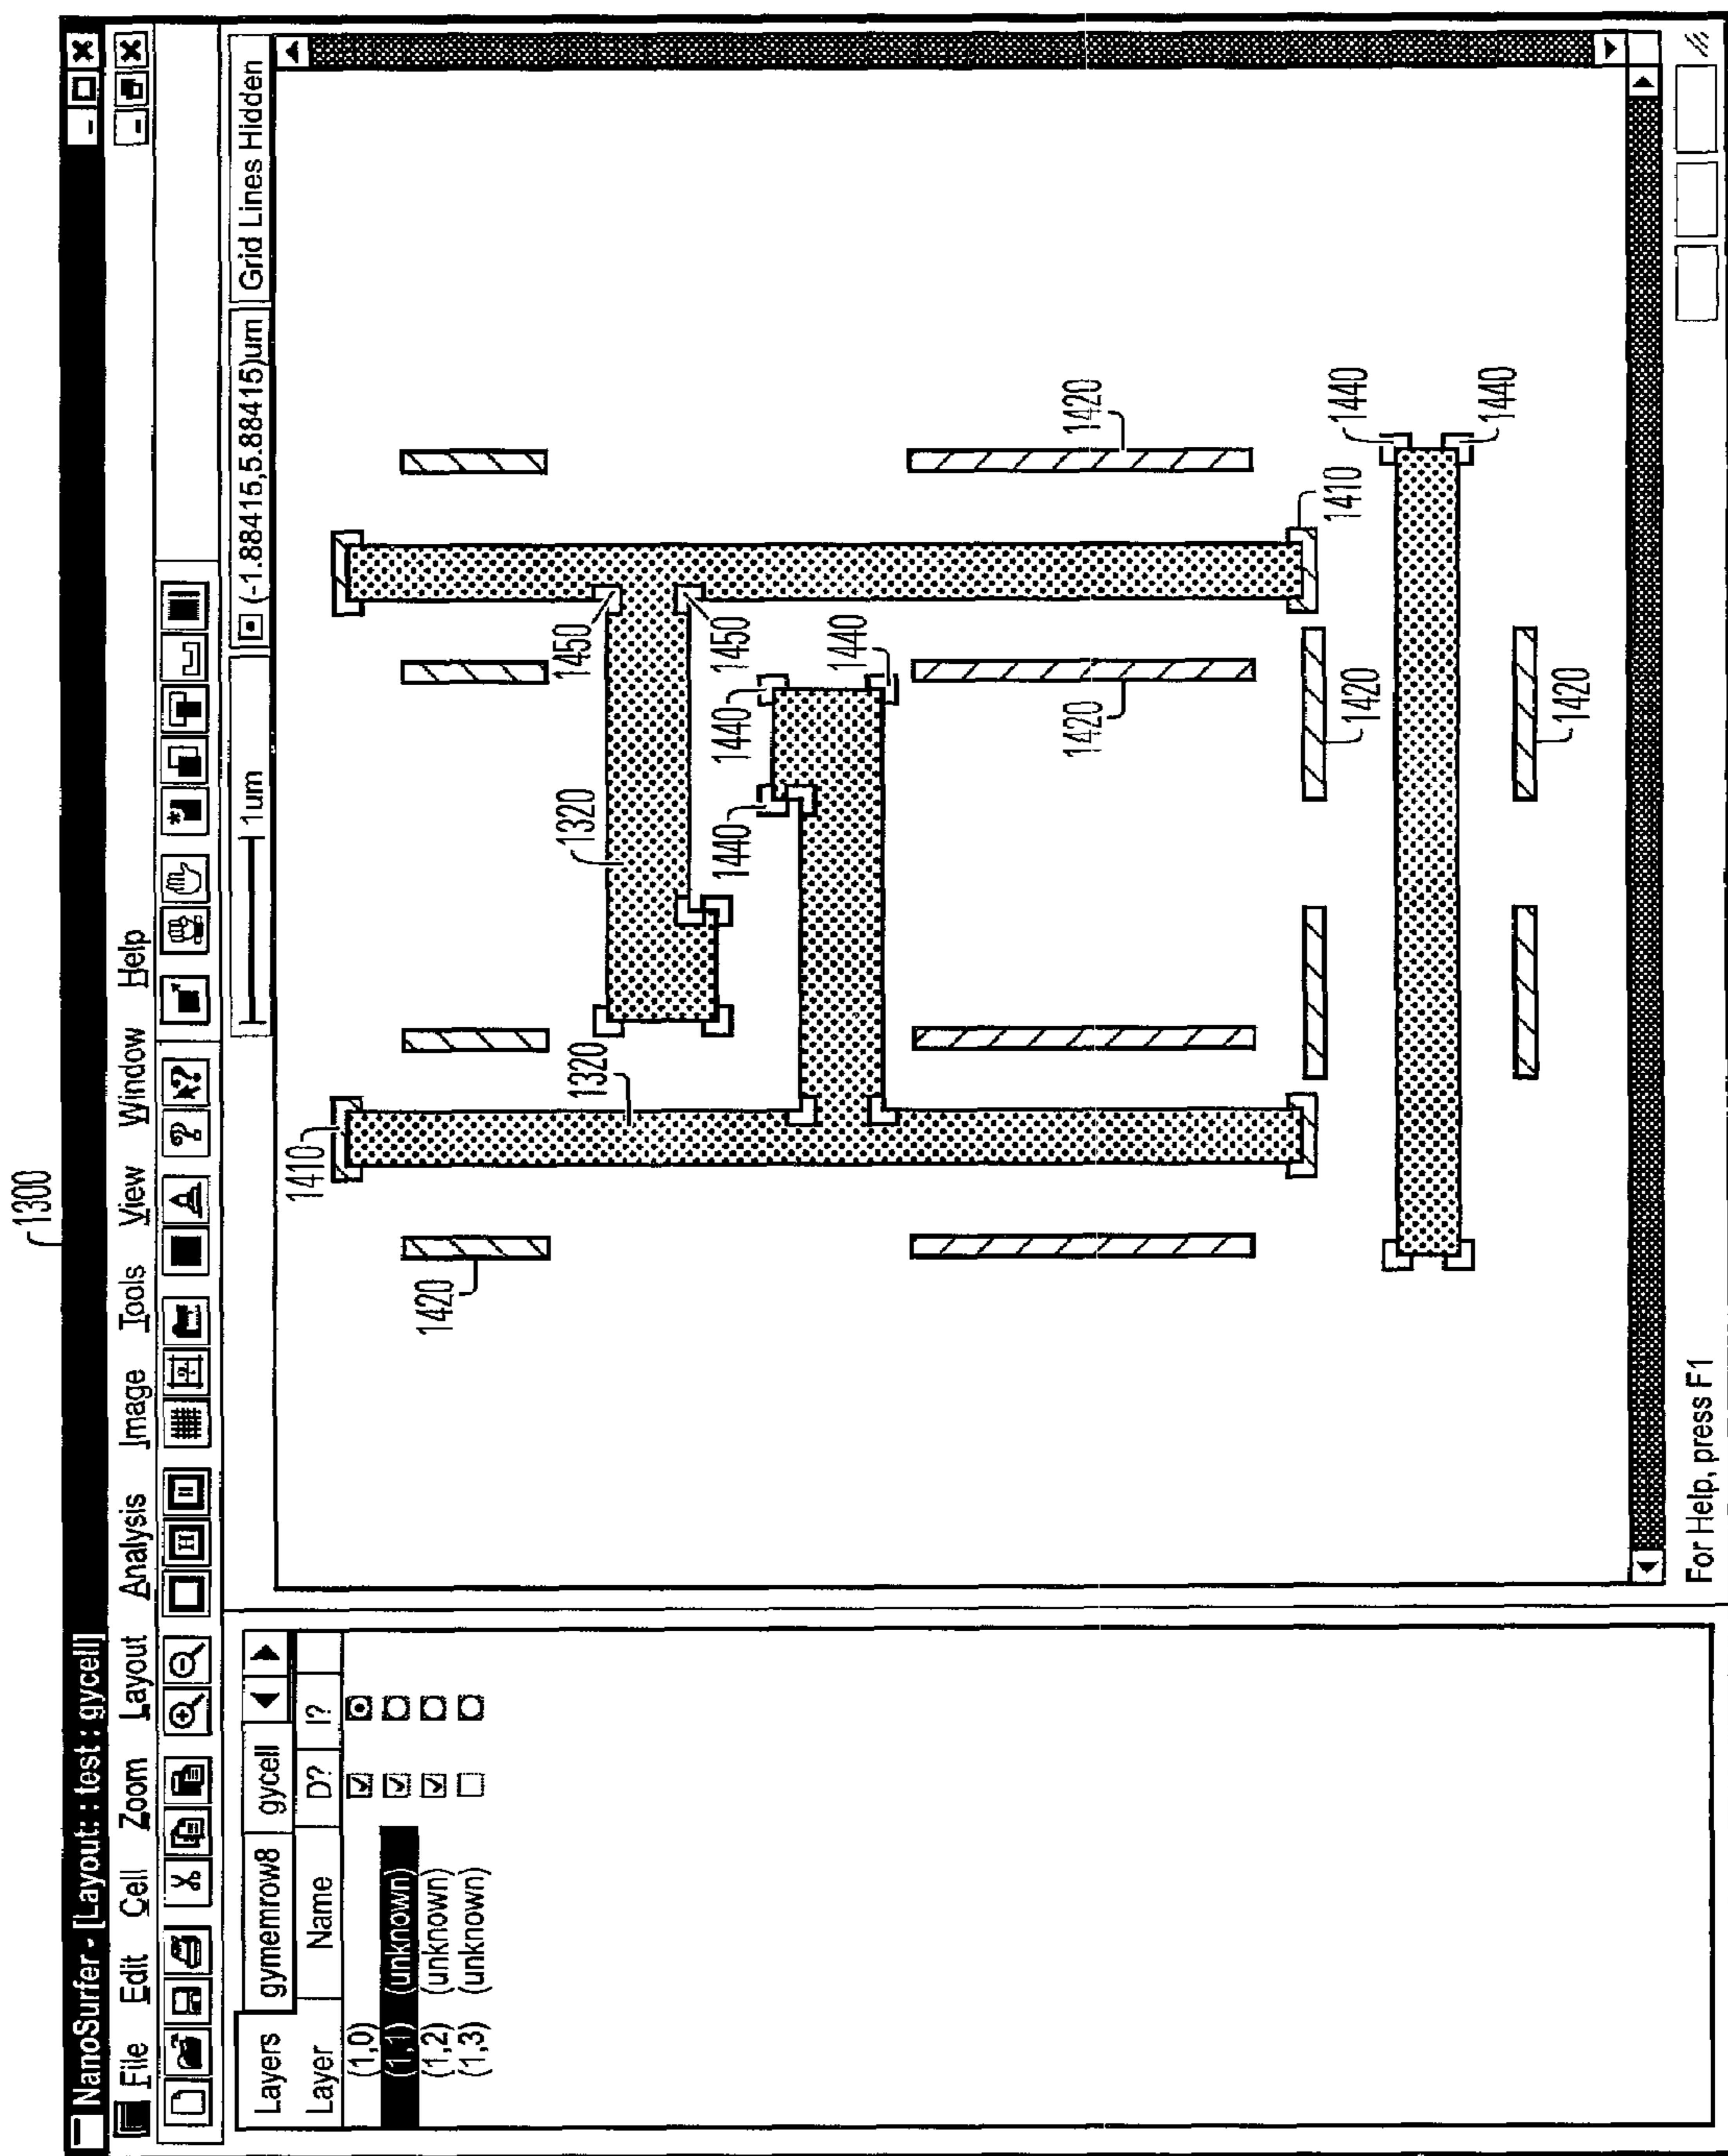 1300
NanoSurfer - [Layout: : test : gycell]
File Edit Cell Zoom Layout Analysis Image Tools View Window Help
1um (-1.88415,5.88415)um Grid Lines Hidden
Layers gymemrow8 gycell
Layer Name D? I?
(1,0)
(1,1) (unknown)
(1,2) (unknown)
(1,3) (unknown)
1410
1420
1320
1320
1450
1450
1440
1440
1440
1420
1420
1410
1420
1420
1440
1440
For Help, press F1